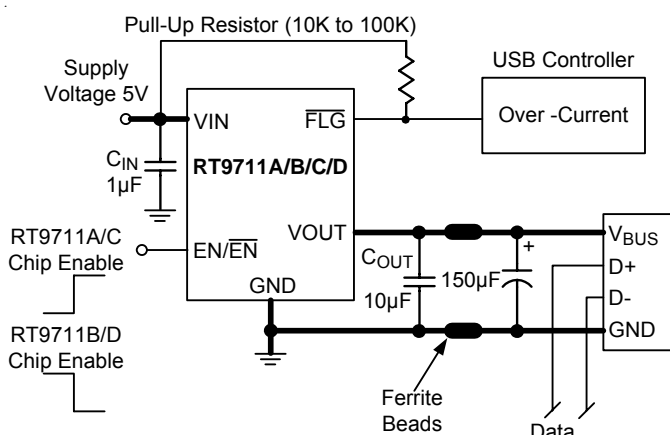 Pull-Up Resistor (10K to 100K)
Supply
Voltage 5V
USB Controller
Over -Current
VIN
FLG
RT9711A/B/C/D
CIN
1µF
RT9711A/C
Chip Enable
EN/EN
VOUT
GND
COUT
10µF
150µF
+
VBUS
D+
D-
GND
RT9711B/D
Chip Enable
Ferrite
Beads
Data